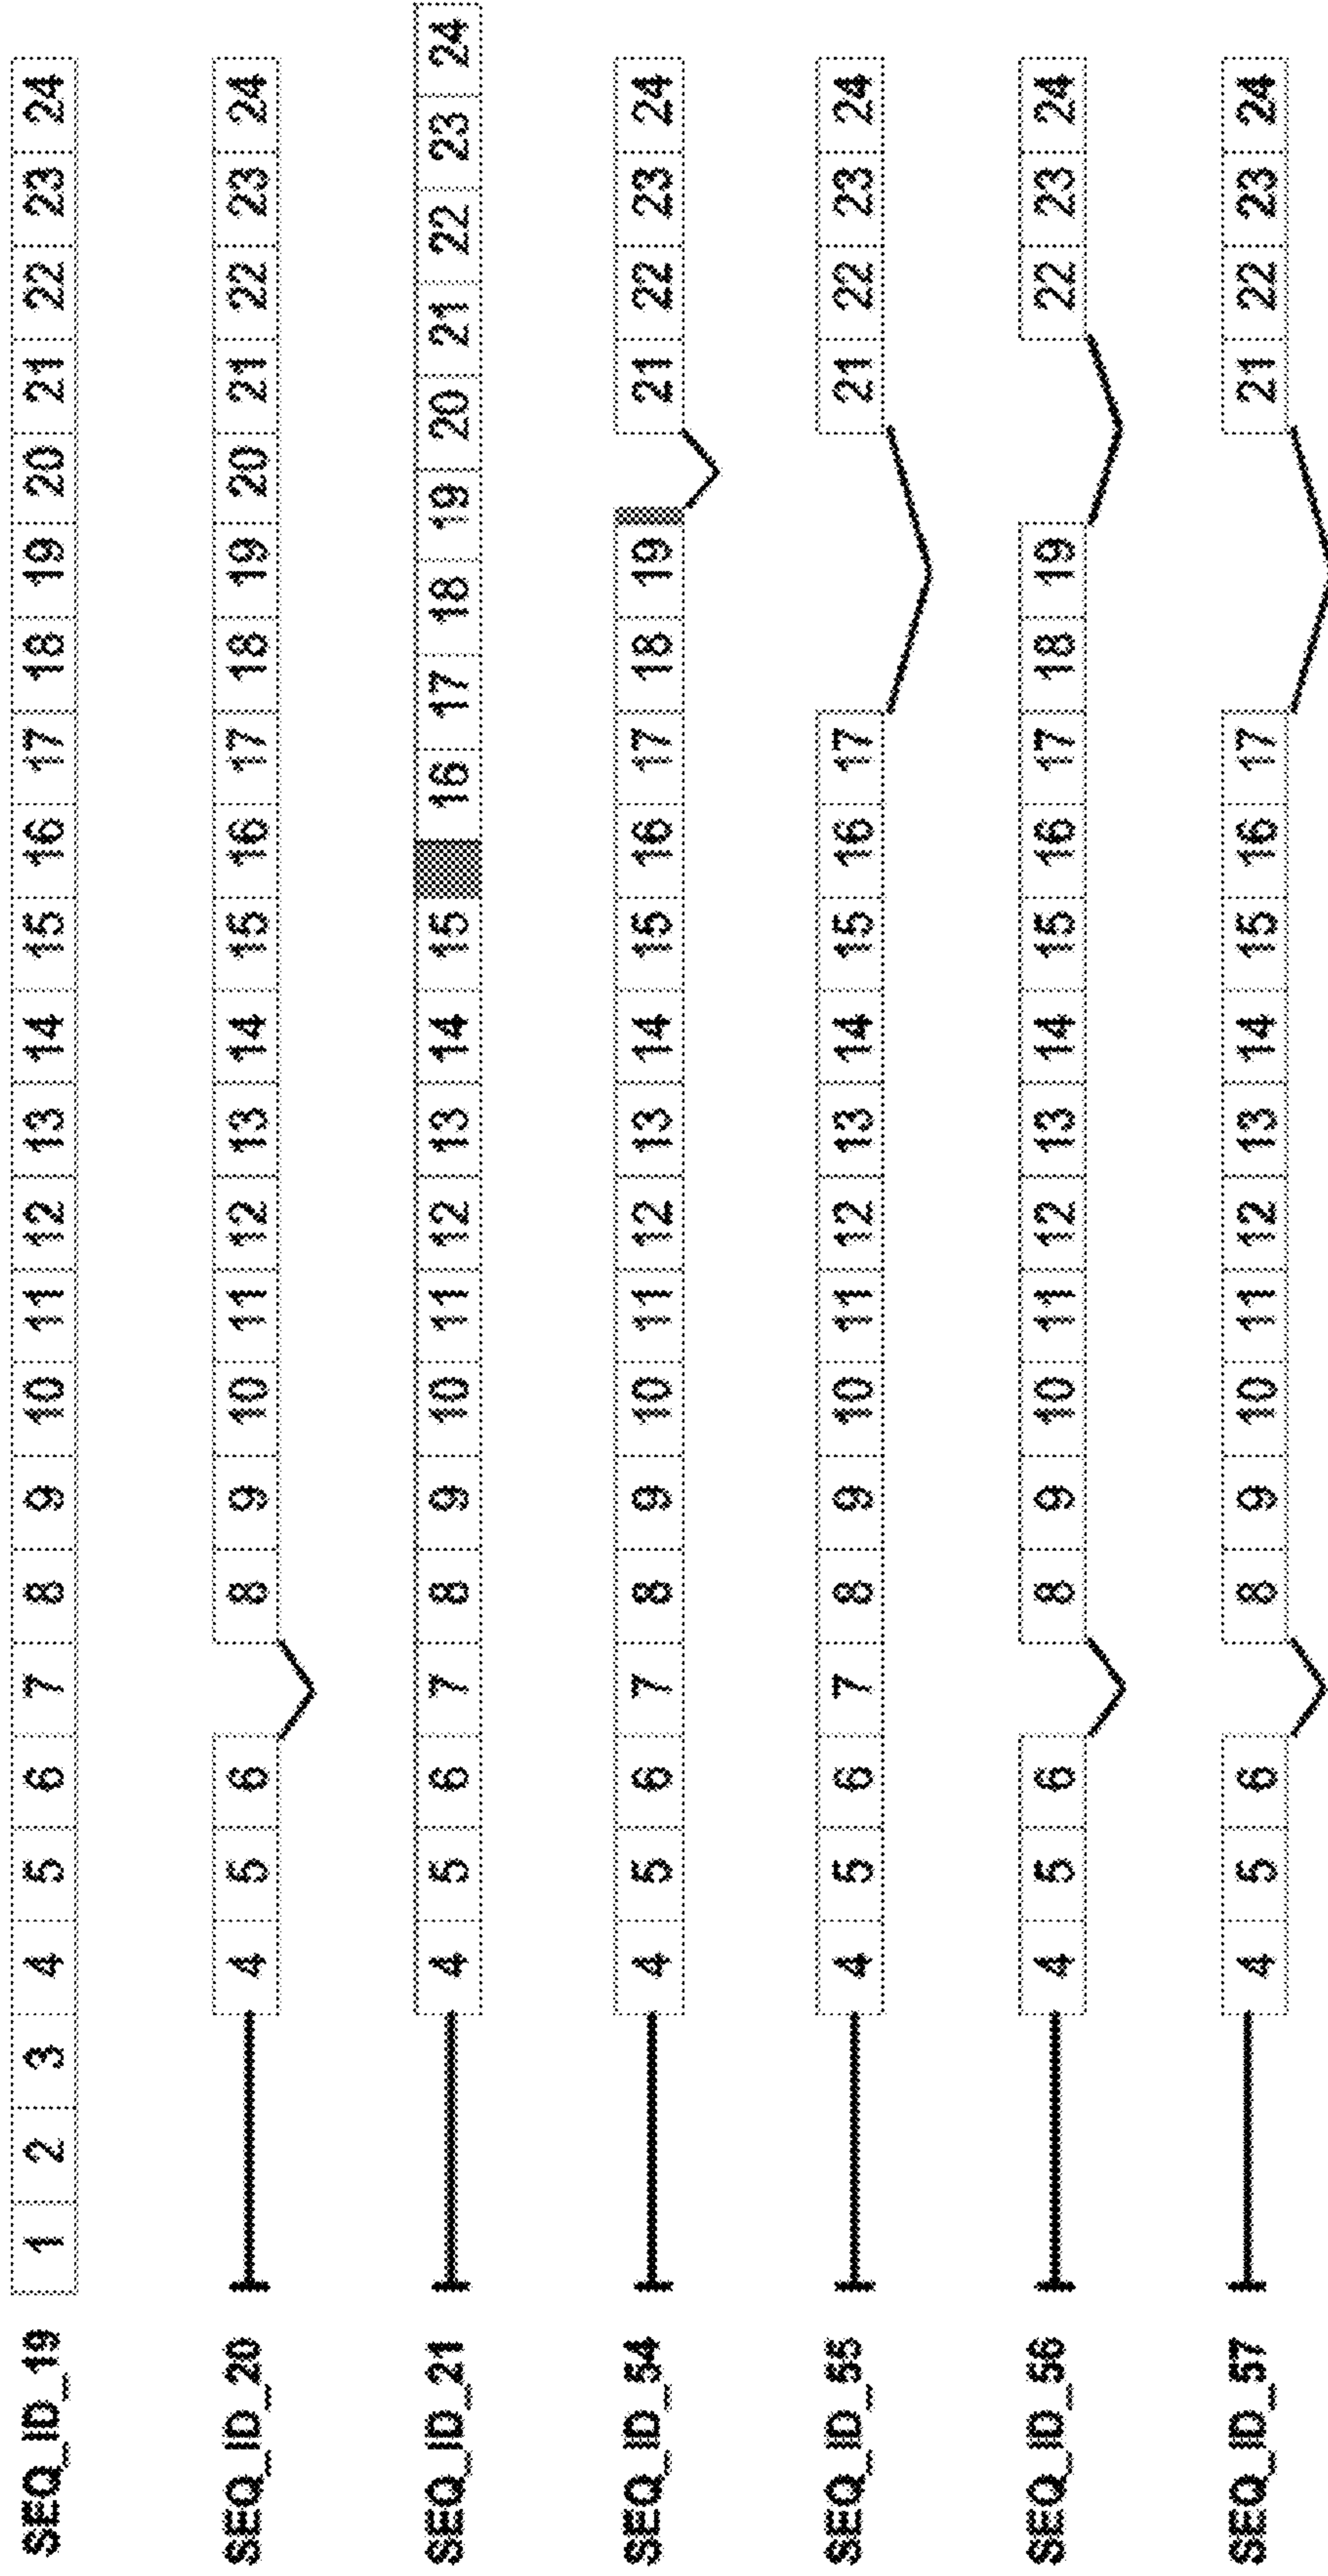 SEQ_ID_19 1 2 3 4 5 6 7 8 9 10 11 12 13 14 15 16 17 18 19 20 21 22 23 24
SEQ_ID_20 4 5 6 8 9 10 11 12 13 14 15 16 17 18 19 20 21 22 23 24
SEQ_ID_21 4 5 6 7 8 9 10 11 12 13 14 15 16 17 18 19 20 21 22 23 24
SEQ_ID_54 4 5 6 7 8 9 10 11 12 13 14 15 16 17 18 19 21 22 23 24
SEQ_ID_55 4 5 6 7 8 9 10 11 12 13 14 15 16 17 21 22 23 24
SEQ_ID_56 4 5 6 8 9 10 11 12 13 14 15 16 17 18 19 22 23 24
SEQ_ID_57 4 5 6 8 9 10 11 12 13 14 15 16 17 21 22 23 24